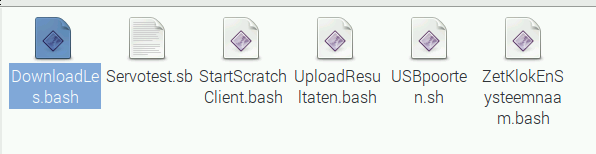 DownloadLe
s.bash
Servotest.sb
StartScratch
Client.bash
UploadResu
ltaten.bash
USBpoorte
n.sh
ZetKlokEnS
ysteemnaa
m.bash